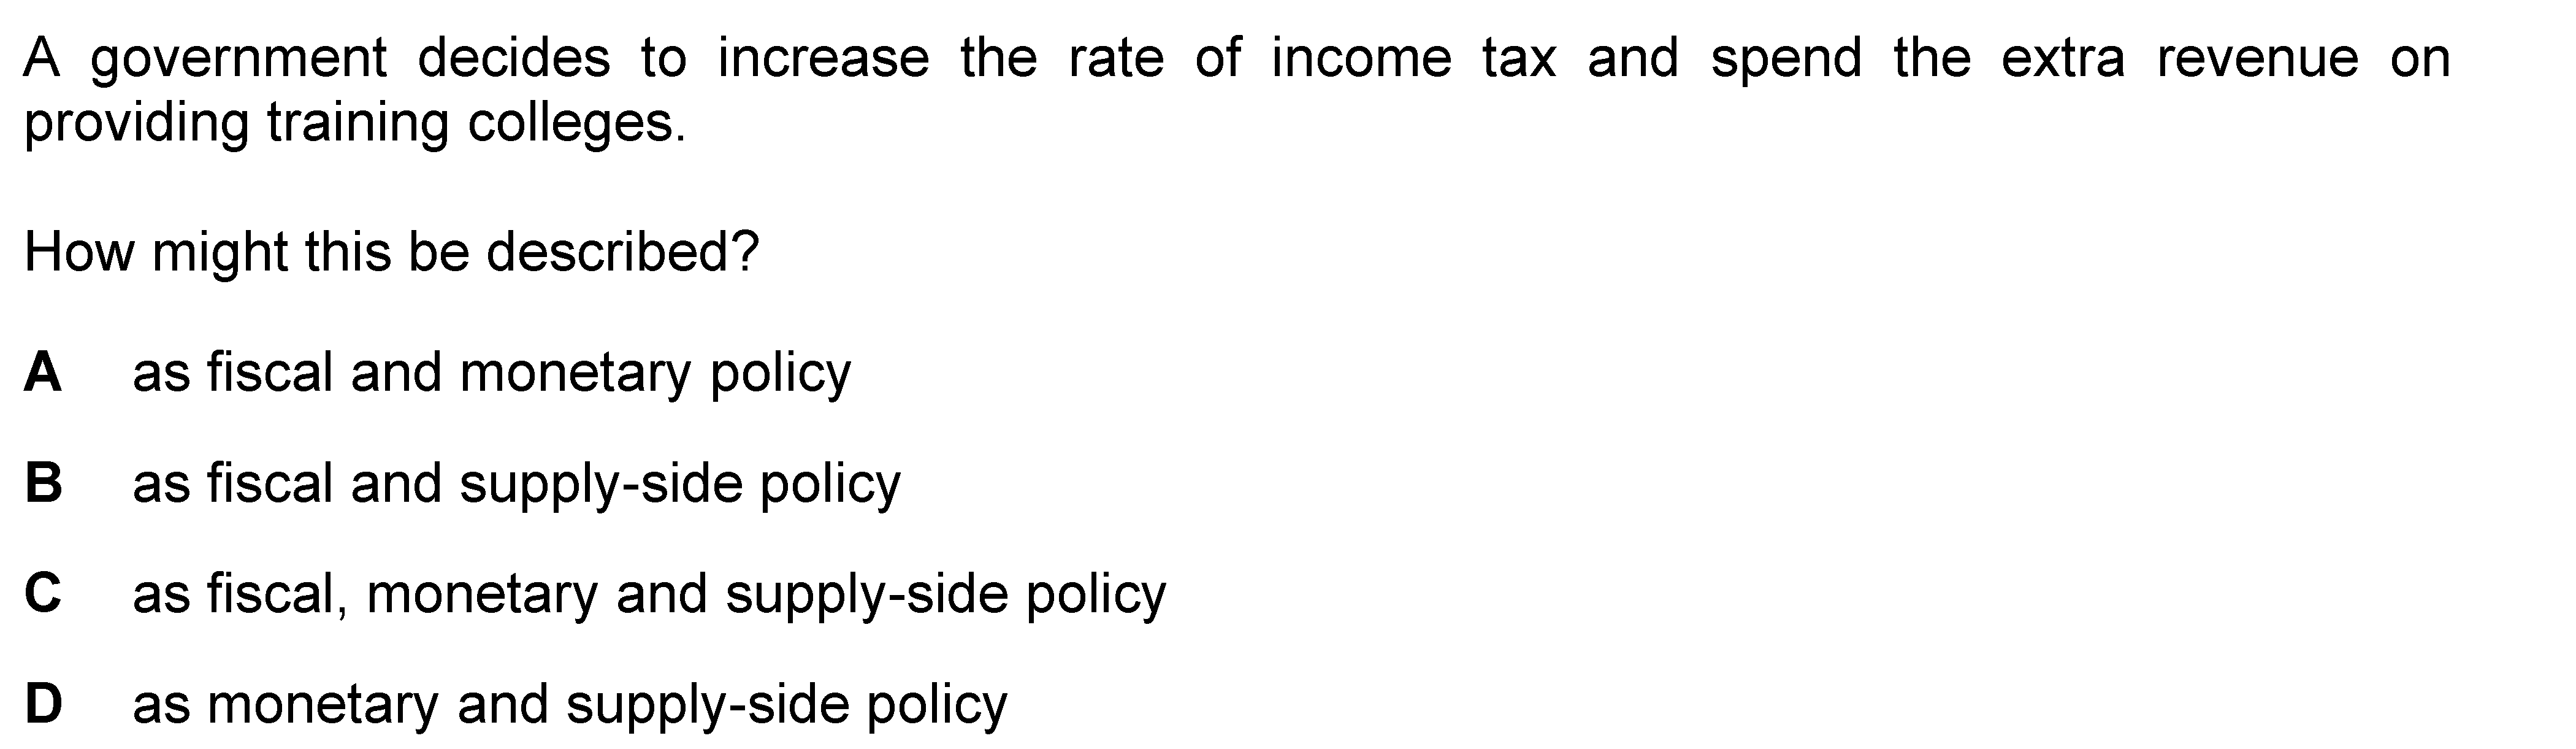 A government decides to increase the rate of income tax and spend the extra revenue on
providing training colleges.
How might this be described?
A as fiscal and monetary policy
B as fiscal and supply-side policy
C as fiscal, monetary and supply-side policy
D as monetary and supply-side policy